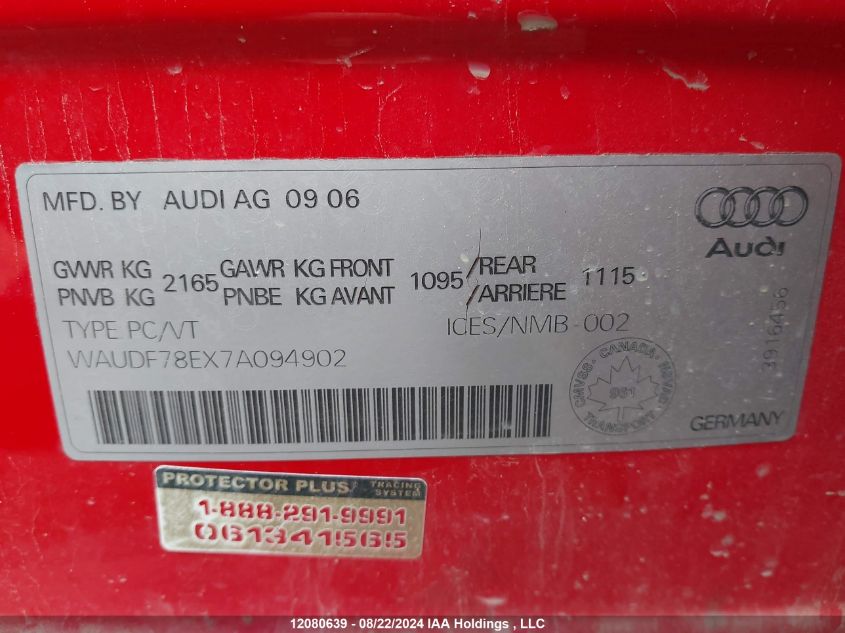 MFD. BY AUDI AG 09 06
Audi
GVWR KG 2165 GAWR KG FRONT 1095 /REAR 1115
PNVB KG PNBE KG AVANT /ARRIERE
TYPE PC/VT ICES/NMB-002
WAUDF78EX7A094902
3916456
CMVSS. CANADA NSVAC
961
TRANSPORT
GERMANY
PROTECTOR PLUS TRACING SYSTEM
1-888-291-9991
061341565
12080639 - 08/22/2024 IAA Holdings , LLC